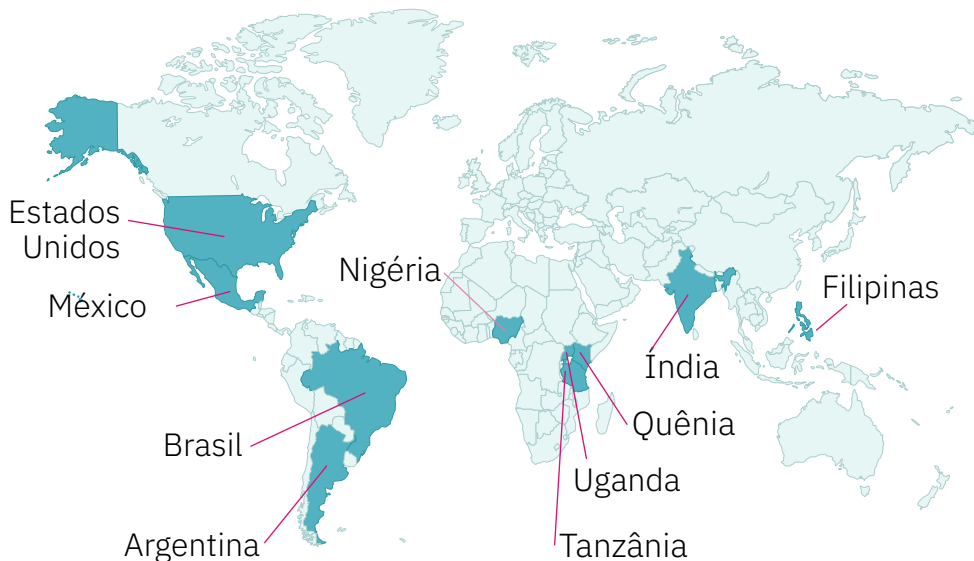 Estados
Unidos
México
Nigéria
Filipinas
Índia
Brasil
Quênia
Uganda
Argentina
Tanzânia